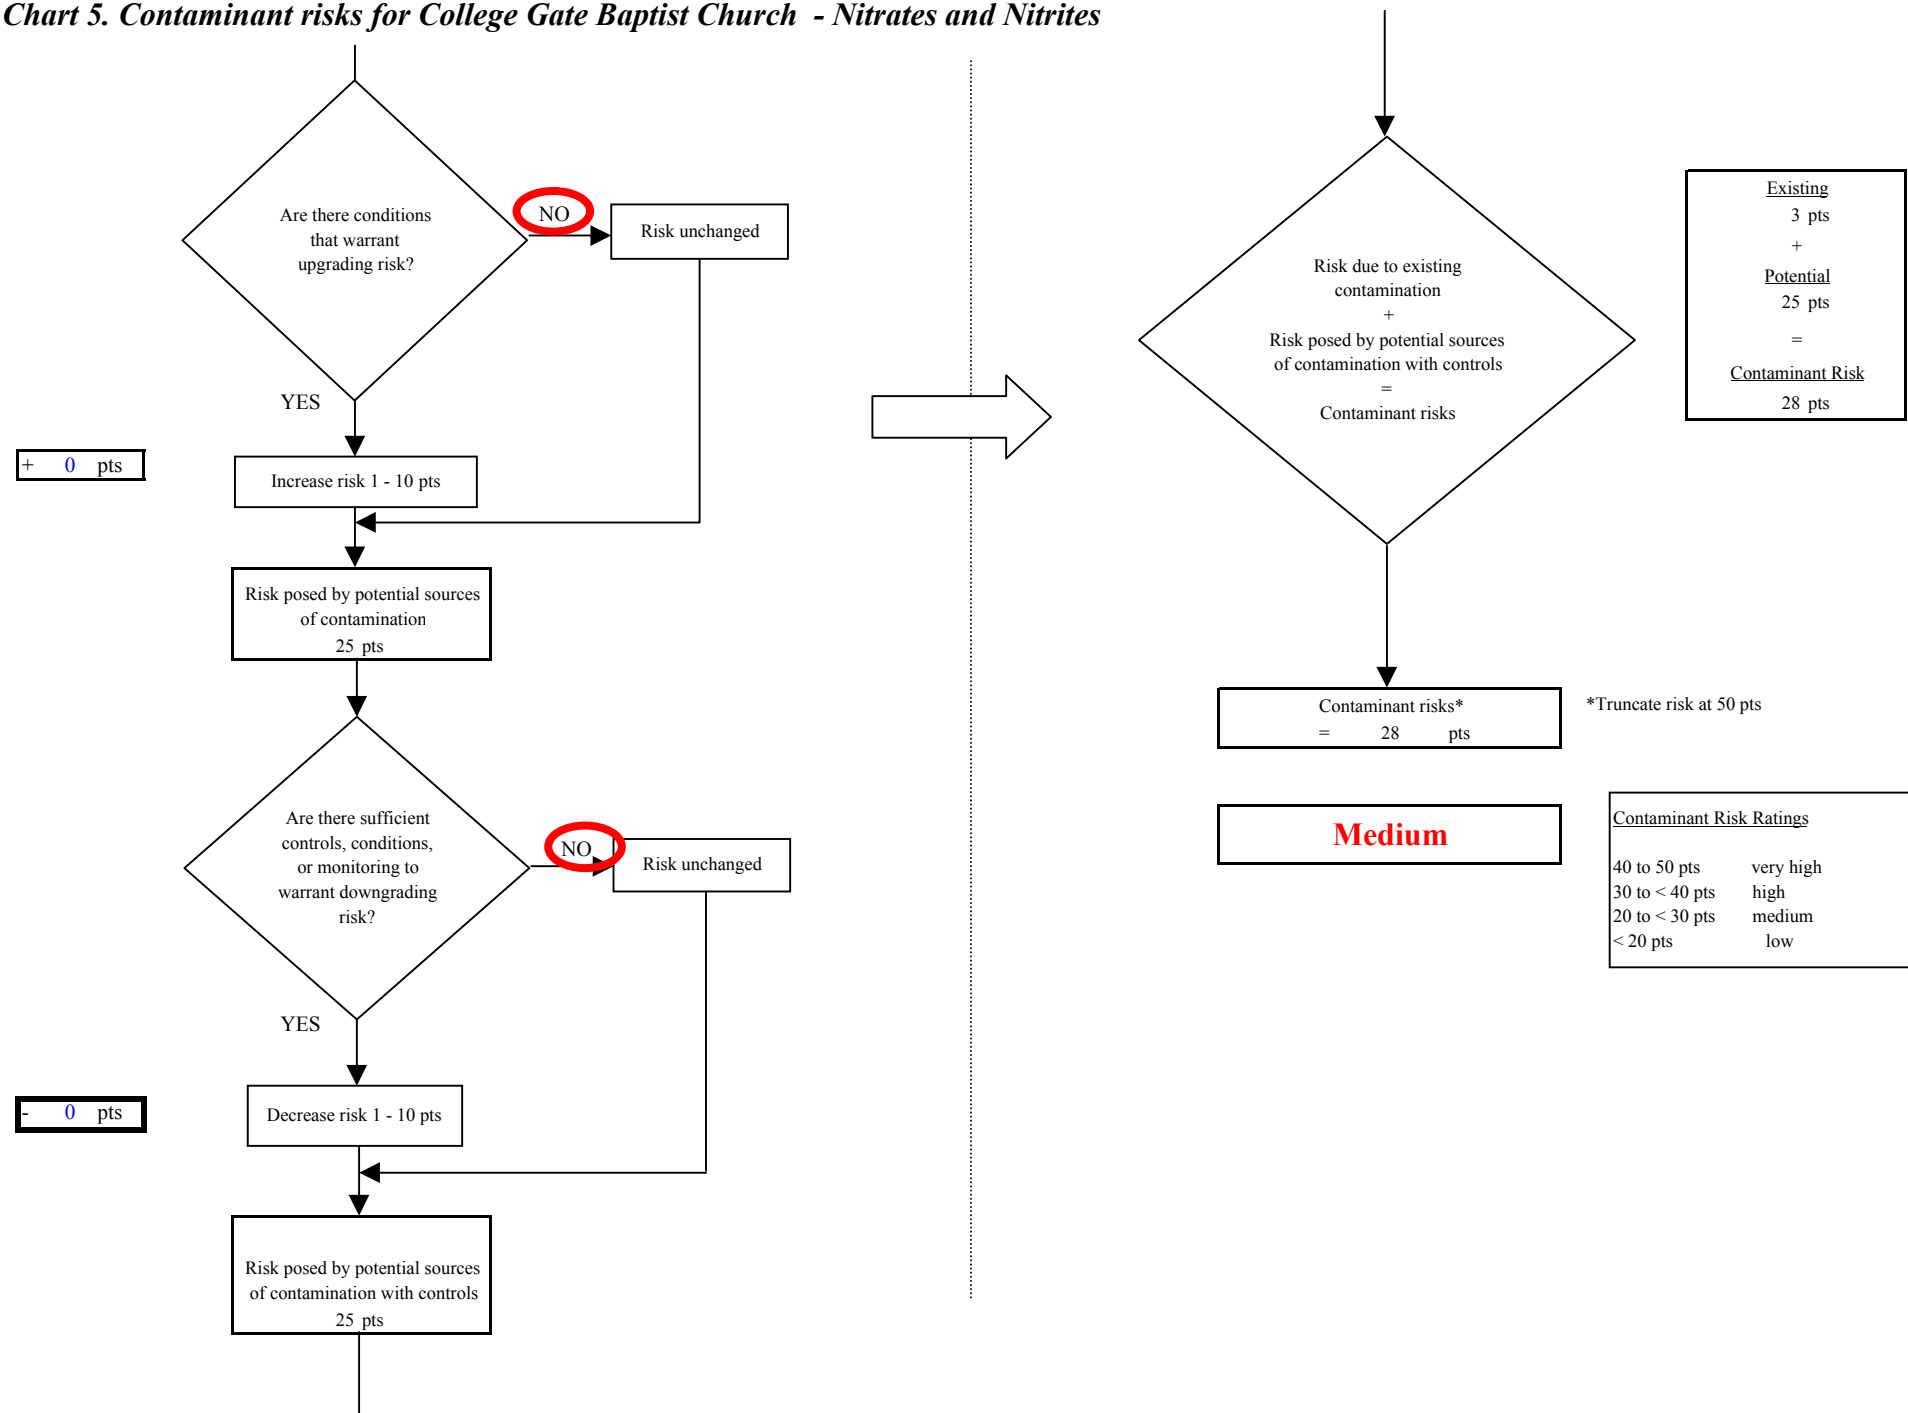 Chart 5. Contaminant risks for College Gate Baptist Church - Nitrates and Nitrites
Are there conditions
that warrant
upgrading risk?
NO
Risk unchanged
YES
+ 0 pts
Increase risk 1 - 10 pts
Risk posed by potential sources
of contamination
25 pts
Are there sufficient
controls, conditions,
or monitoring to
warrant downgrading
risk?
NO
Risk unchanged
YES
- 0 pts
Decrease risk 1 - 10 pts
Risk posed by potential sources
of contamination with controls
25 pts
Risk due to existing
contamination
+
Risk posed by potential sources
of contamination with controls
=
Contaminant risks
Existing
3 pts
+
Potential
25 pts
=
Contaminant Risk
28 pts
Contaminant risks*
= 28 pts
*Truncate risk at 50 pts
Medium
Contaminant Risk Ratings
40 to 50 pts very high
30 to < 40 pts high
20 to < 30 pts medium
< 20 pts low